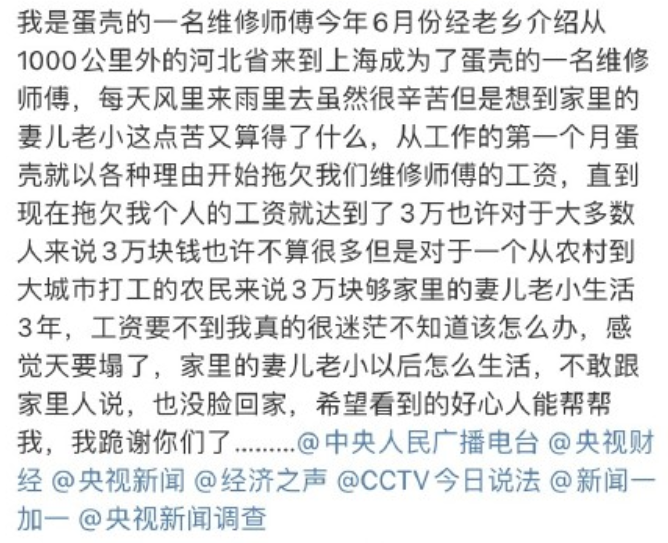 我是蛋壳的一名维修师傅今年6月份经老乡介绍从
1000公里外的河北省来到上海成为了蛋壳的一名维修
师傅，每天风里来雨里去虽然很辛苦但是想到家里的
妻儿老小这点苦又算得了什么，从工作的第一个月蛋
壳就以各种理由开始拖欠我们维修师傅的工资，直到
现在拖欠我个人的工资就达到了3万也许对于大多数
人来说3万块钱也许不算很多但是对于一个从农村到
大城市打工的农民来说3万块够家里的妻儿老小生活
3年，工资要不到我真的很迷茫不知道该怎么办，感
觉天要塌了，家里的妻儿老小以后怎么生活，不敢跟
家里人说，也没脸回家，希望看到的好心人能帮帮
我，我跪谢你们了.........@中央人民广播电台 @央视财
经 @央视新闻 @经济之声 @CCTV今日说法 @新闻一
加一 @央视新闻调查